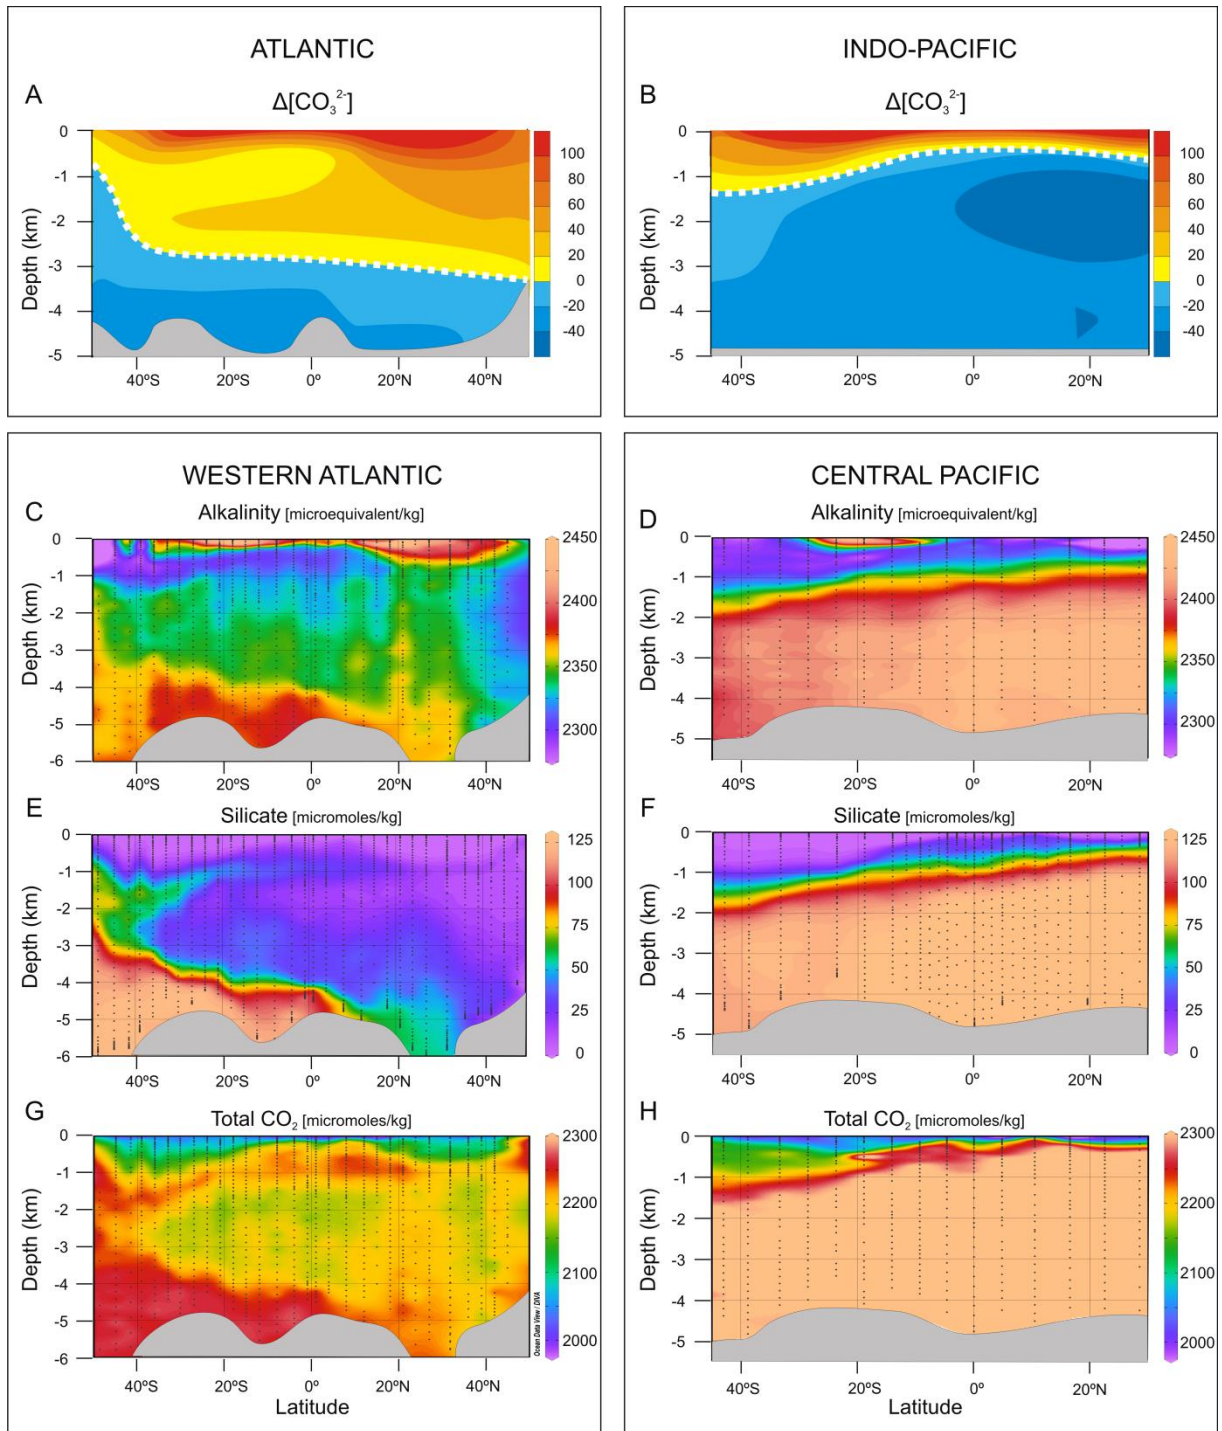 ATLANTIC
A
Δ[CO₃²⁻]
Depth (km)
0
-1
-2
-3
-4
-5
40ºS
20ºS
0º
20ºN
40ºN
100
80
60
40
20
0
-20
-40
INDO-PACIFIC
B
Δ[CO₃²⁻]
Depth (km)
0
-1
-2
-3
-4
-5
40ºS
20ºS
0º
20ºN
100
80
60
40
20
0
-20
-40
WESTERN ATLANTIC
C
Alkalinity [microequivalent/kg]
Depth (km)
0
-1
-2
-3
-4
-5
-6
40ºS
20ºS
0º
20ºN
40ºN
2450
2400
2350
2300
E
Silicate [micromoles/kg]
Depth (km)
0
-1
-2
-3
-4
-5
-6
40ºS
20ºS
0º
20ºN
40ºN
125
100
75
50
25
0
G
Total CO₂ [micromoles/kg]
Depth (km)
0
-1
-2
-3
-4
-5
-6
40ºS
20ºS
0º
20ºN
40ºN
Latitude
2300
2200
2100
2000
Ocean Data View / DIVA
CENTRAL PACIFIC
D
Alkalinity [microequivalent/kg]
Depth (km)
0
-1
-2
-3
-4
-5
40ºS
20ºS
0º
20ºN
2450
2400
2350
2300
F
Silicate [micromoles/kg]
Depth (km)
0
-1
-2
-3
-4
-5
40ºS
20ºS
0º
20ºN
125
100
75
50
25
0
H
Total CO₂ [micromoles/kg]
Depth (km)
0
-1
-2
-3
-4
-5
40ºS
20ºS
0º
20ºN
Latitude
2300
2200
2100
2000